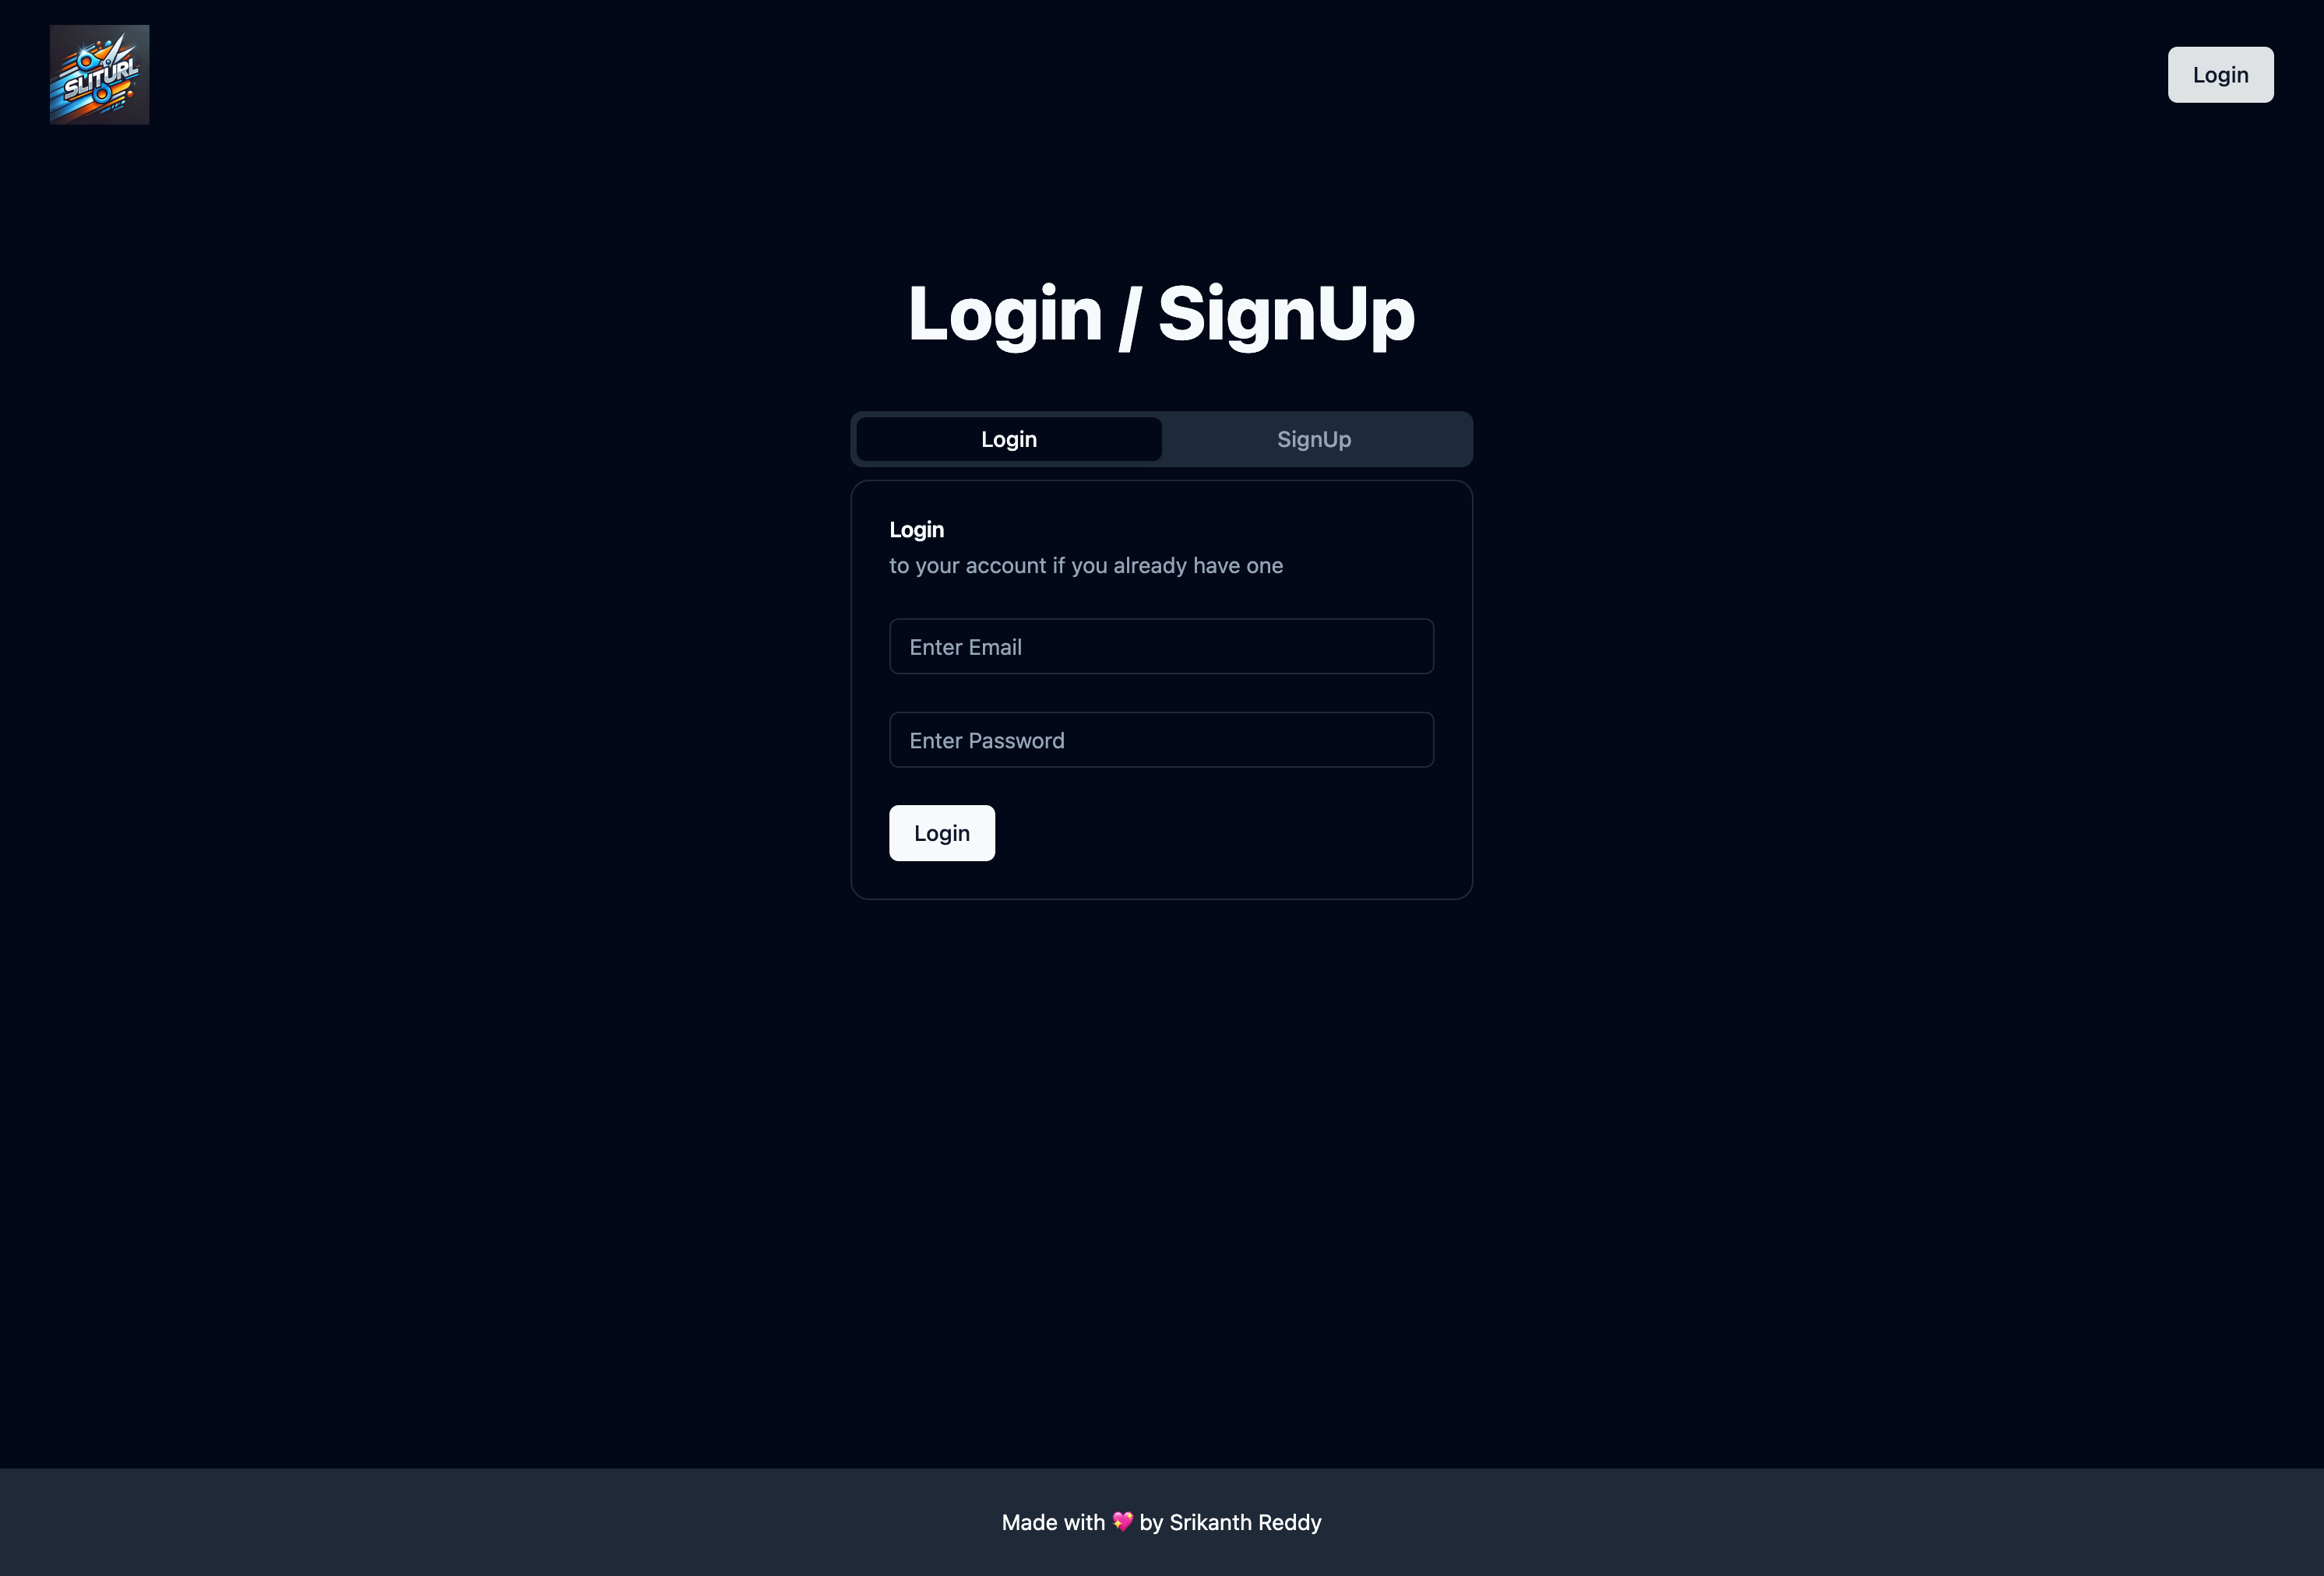 SLITURL
Login
Login / SignUp
Login
SignUp
Login
to your account if you already have one
Enter Email
Enter Password
Login
Made with 💖 by Srikanth Reddy